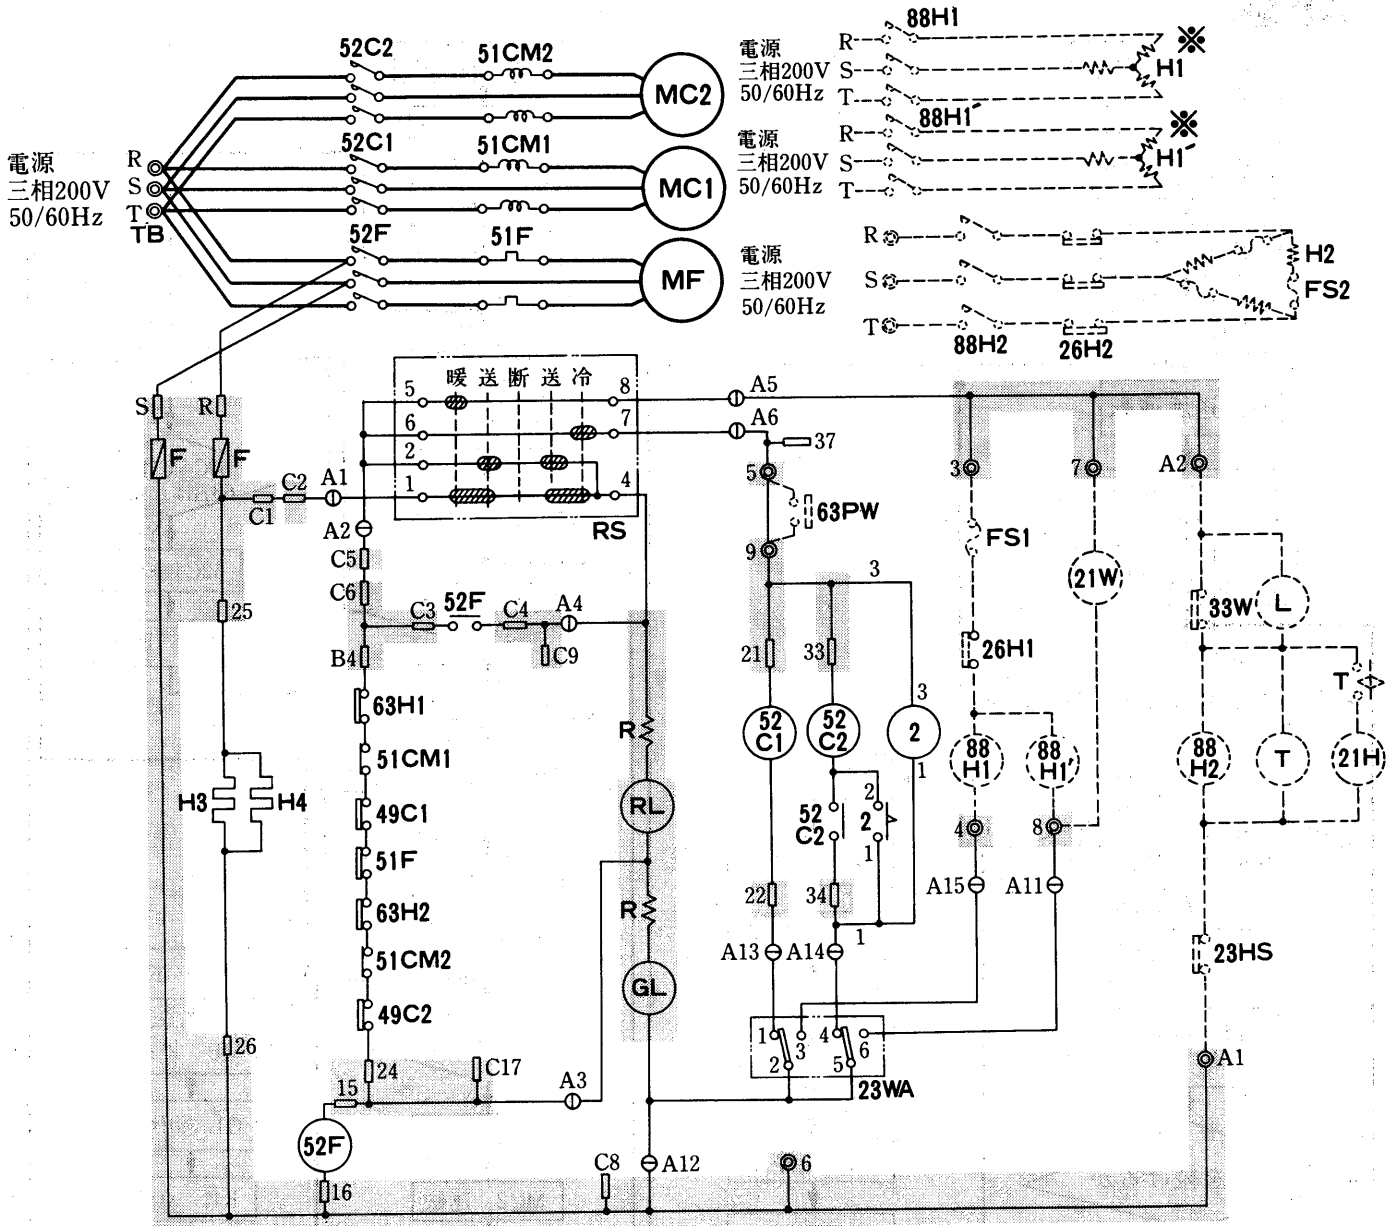 52C2
51CM2
MC2
電源
三相200V
50/60Hz
R
S
T
88H1
※
H1
52C1
51CM1
MC1
電源
三相200V
50/60Hz
R
S
T
88H1′
※
H1′
電源
三相200V
50/60Hz
R
S
T
TB
52F
51F
MF
電源
三相200V
50/60Hz
R
S
T
88H2
26H2
H2
FS2
暖 送 断 送 冷
5
8
6
7
2
1
4
RS
S
R
F
F
C1
C2
A1
A2
C5
C6
C3
52F
C4
A4
C9
B4
25
63H1
51CM1
49C1
51F
63H2
51CM2
49C2
H3
H4
26
24
15
C17
A3
52F
16
C8
A12
6
R
RL
R
GL
A5
A6
37
5
63PW
9
3
21
33
3
52
C1
52
C2
2
1
52
C2
2
2
1
22
34
1
A13
A14
1
3
2
4
6
5
23WA
3
7
A2
FS1
21W
26H1
88
H1
88
H1′
4
8
A15
A11
33W
L
T
88
H2
T
21H
23HS
A1